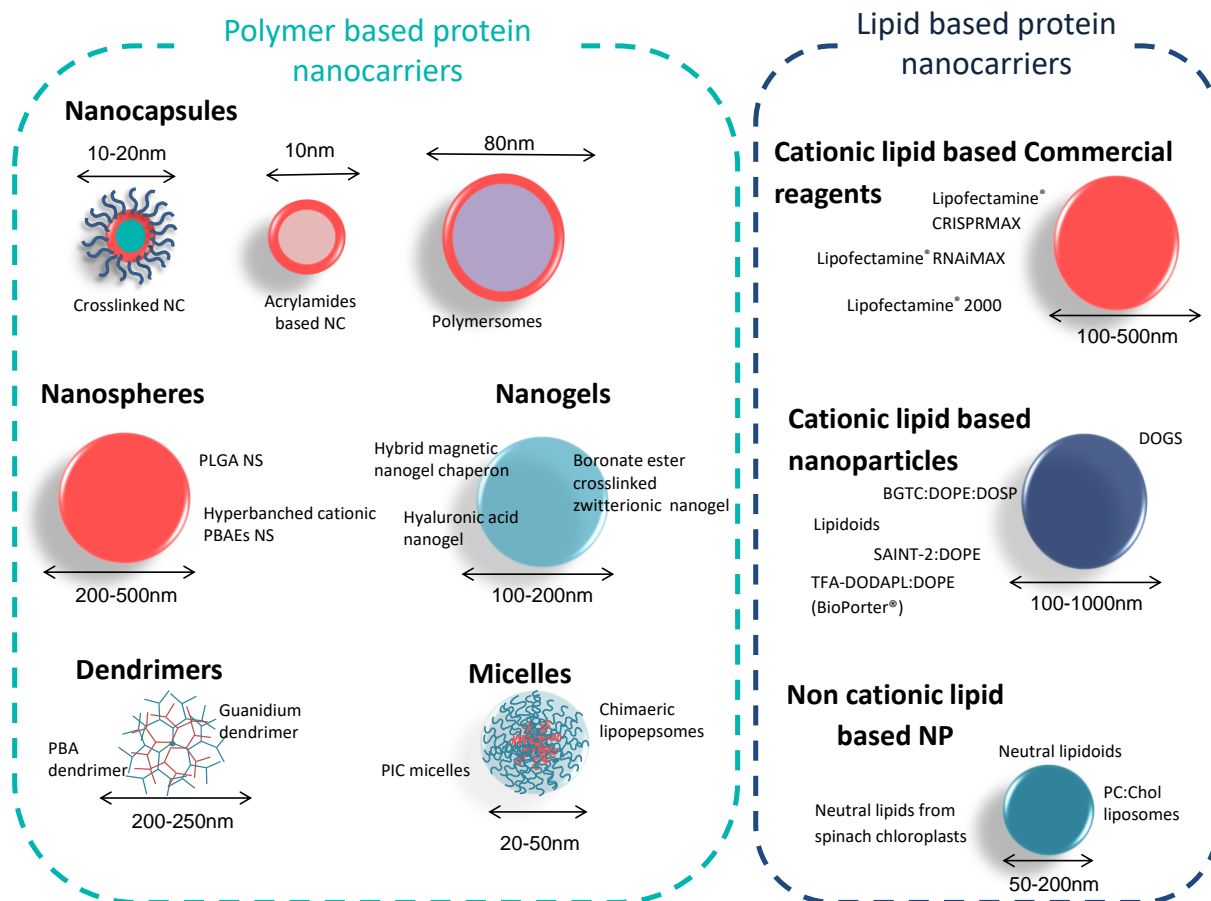 Polymer based protein
nanocarriers
Nanocapsules
10-20nm
10nm
80nm
Crosslinked NC
Acrylamides
based NC
Polymersomes
Nanospheres
PLGA NS
Hyperbanched cationic
PBAEs NS
200-500nm
Nanogels
Hybrid magnetic
nanogel chaperon
Hyaluronic acid
nanogel
Boronate ester
crosslinked
zwitterionic nanogel
100-200nm
Dendrimers
Guanidium
dendrimer
PBA
dendrimer
200-250nm
Micelles
Chimaeric
lipopepsomes
PIC micelles
20-50nm
Lipid based protein
nanocarriers
Cationic lipid based Commercial
reagents
Lipofectamine®
CRISPRMAX
Lipofectamine® RNAiMAX
Lipofectamine® 2000
100-500nm
Cationic lipid based
nanoparticles
DOGS
BGTC:DOPE:DOSP
Lipidoids
SAINT-2:DOPE
TFA-DODAPL:DOPE
(BioPorter®)
100-1000nm
Non cationic lipid
based NP
Neutral lipidoids
PC:Chol
liposomes
Neutral lipids from
spinach chloroplasts
50-200nm